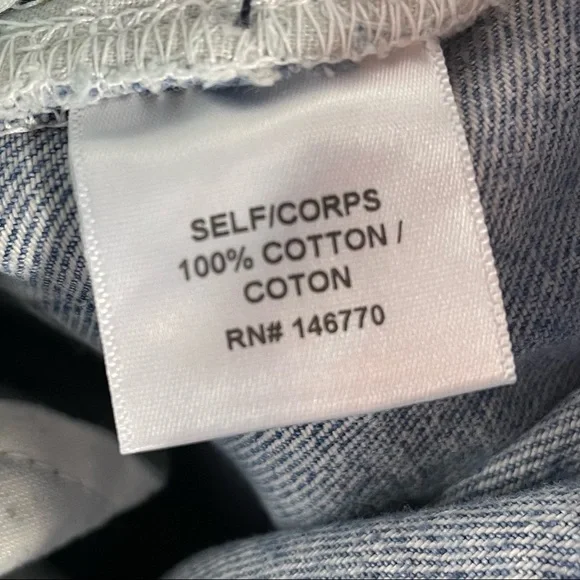 SELF/CORPS
100% COTTON /
COTON
RN# 146770